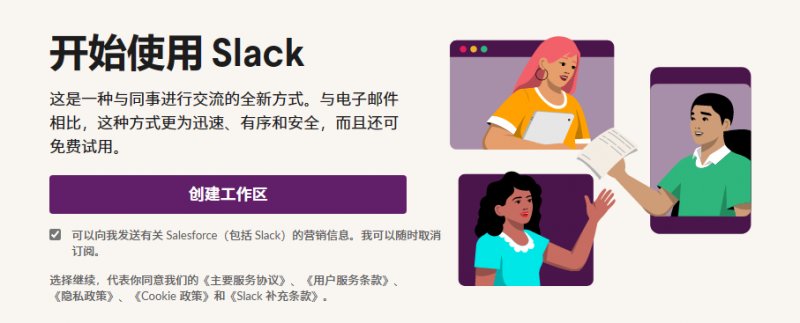 开始使用 Slack
这是一种与同事进行交流的全新方式。与电子邮件
相比，这种方式更为迅速、有序和安全，而且还可
免费试用。
创建工作区
可以向我发送有关 Salesforce（包括 Slack）的营销信息。我可以随时取消
订阅。
选择继续，代表你同意我们的《主要服务协议》、《用户服务条款》、
《隐私政策》、《Cookie 政策》和《Slack 补充条款》。